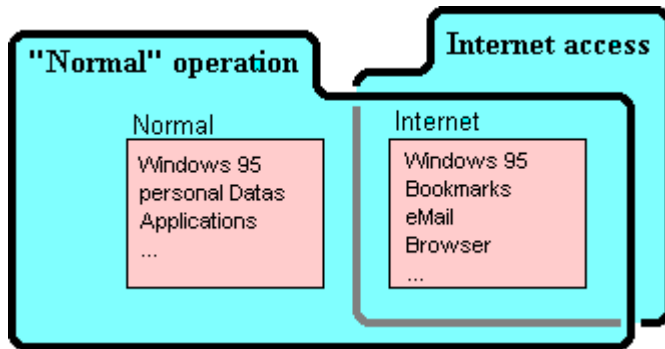 "Normal" operation
Internet access
Normal
Windows 95
personal Datas
Applications
...
Internet
Windows 95
Bookmarks
eMail
Browser
...